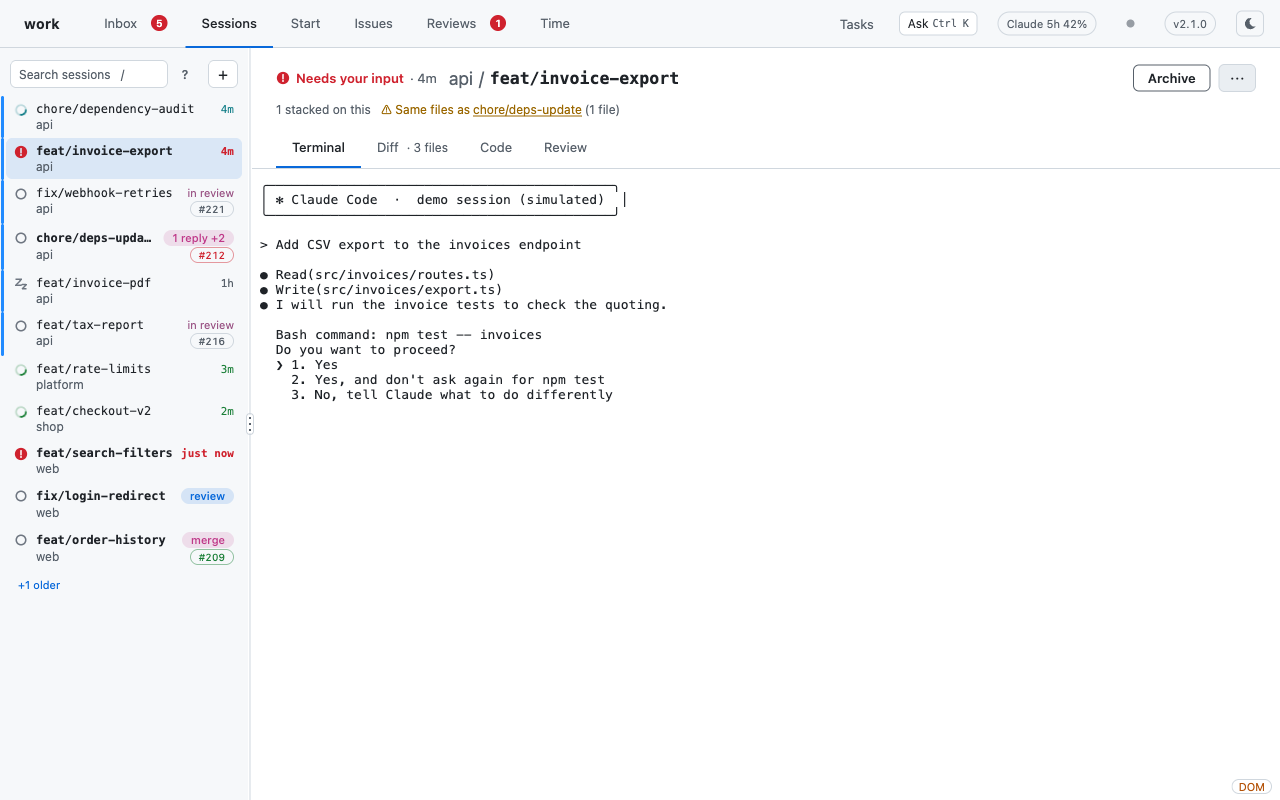 work Inbox 5 Sessions Start Issues Reviews 1 Time Tasks Ask Ctrl K Claude 5h 42% v2.1.0
Search sessions / ? +
chore/dependency-audit 4m
api
feat/invoice-export 4m
api
fix/webhook-retries in review
api #221
chore/deps-upda… 1 reply +2
api #212
feat/invoice-pdf 1h
api
feat/tax-report in review
api #216
feat/rate-limits 3m
platform
feat/checkout-v2 2m
shop
feat/search-filters just now
web
fix/login-redirect review
web
feat/order-history merge
web #209
+1 older
Needs your input · 4m api / feat/invoice-export Archive ···
1 stacked on this ⚠ Same files as chore/deps-update (1 file)
Terminal Diff · 3 files Code Review
✻ Claude Code · demo session (simulated)
> Add CSV export to the invoices endpoint
● Read(src/invoices/routes.ts)
● Write(src/invoices/export.ts)
● I will run the invoice tests to check the quoting.
Bash command: npm test -- invoices
Do you want to proceed?
❯ 1. Yes
2. Yes, and don't ask again for npm test
3. No, tell Claude what to do differently
DOM